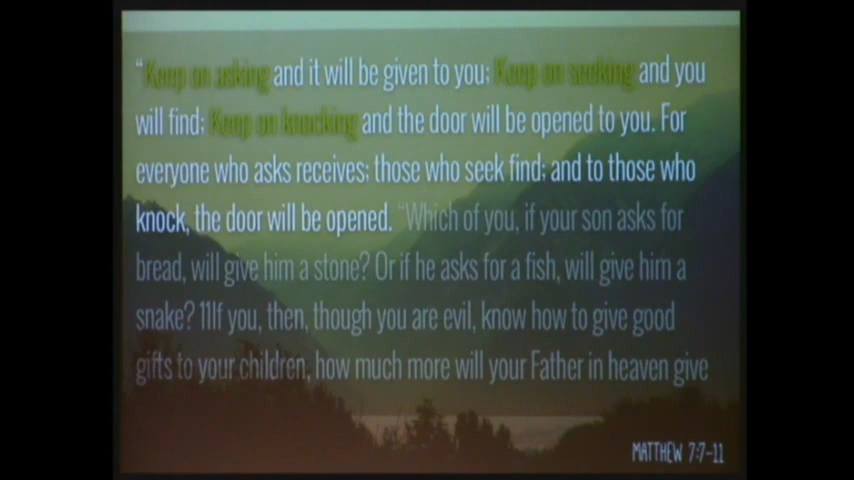 “Keep on asking and it will be given to you; Keep on seeking and you
will find; Keep on knocking and the door will be opened to you. For
everyone who asks receives; those who seek find; and to those who
knock, the door will be opened. “Which of you, if your son asks for
bread, will give him a stone? Or if he asks for a fish, will give him a
snake? 11If you, then, though you are evil, know how to give good
gifts to your children, how much more will your Father in heaven give
MATTHEW 7:7-11